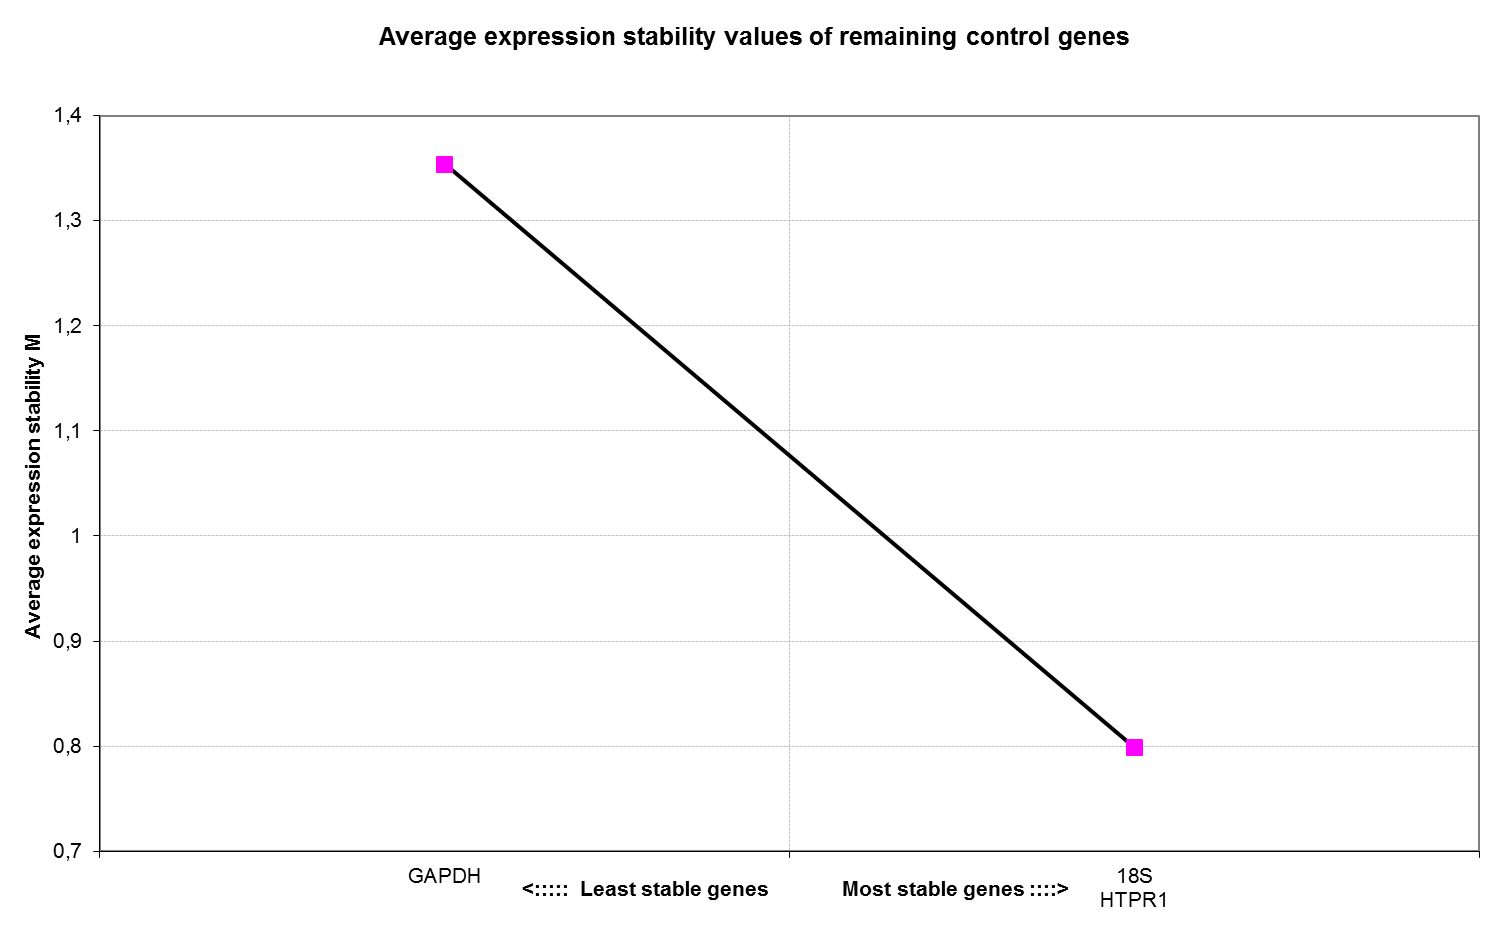 Average expression stability values of remaining control genes
Average expression stability M
1,4
1,3
1,2
1,1
1
0,9
0,8
0,7
GAPDH
<::::: Least stable genes
Most stable genes ::::>
18S
HTPR1